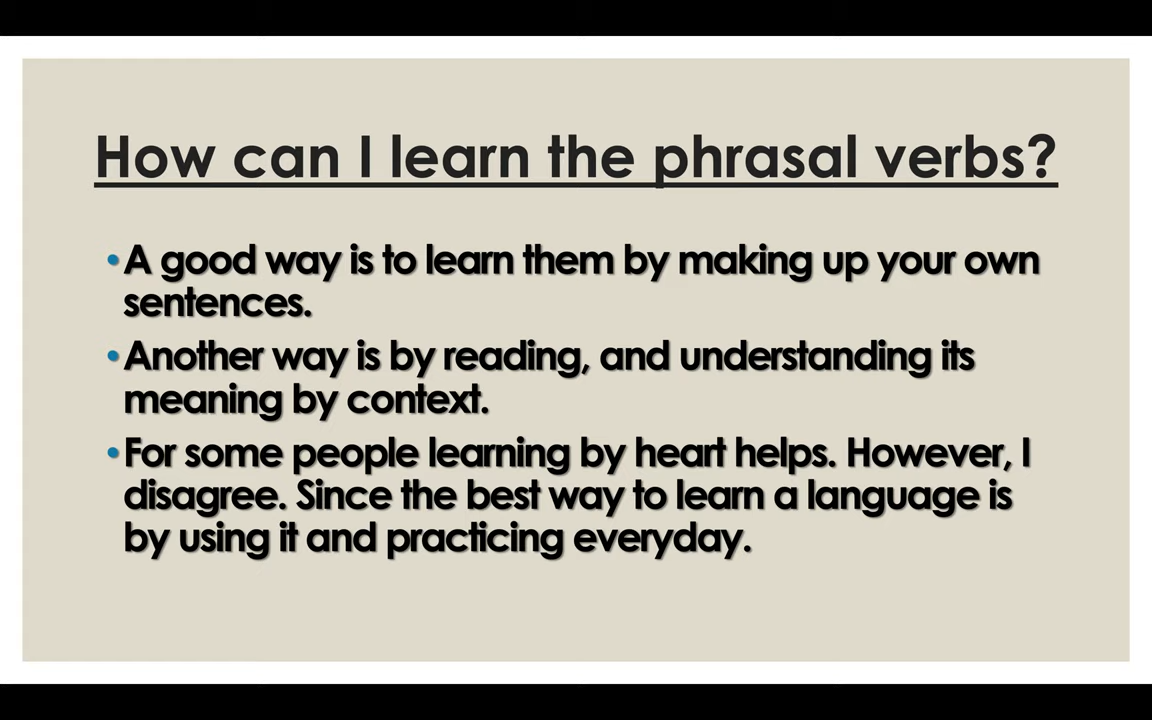 How can I learn the phrasal verbs?
•A good way is to learn them by making up your own
sentences.
•Another way is by reading, and understanding its
meaning by context.
•For some people learning by heart helps. However, I
disagree. Since the best way to learn a language is
by using it and practicing everyday.